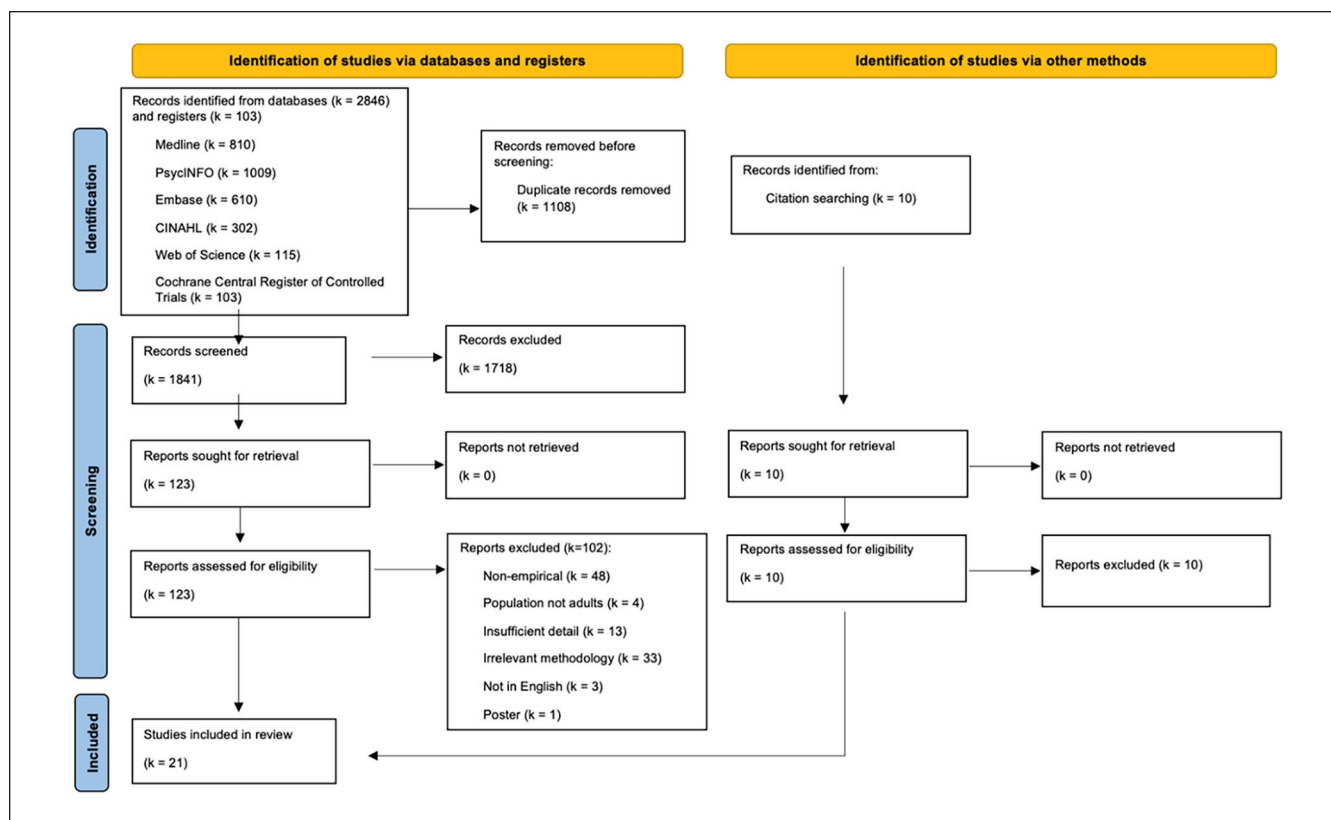 Identification of studies via databases and registers
Identification of studies via other methods
Identification
Records identified from databases (k = 2846)
and registers (k = 103)
Medline (k = 810)
PsycINFO (k = 1009)
Embase (k = 610)
CINAHL (k = 302)
Web of Science (k = 115)
Cochrane Central Register of Controlled
Trials (k = 103)
Records removed before
screening:
Duplicate records removed
(k = 1108)
Records identified from:
Citation searching (k = 10)
Screening
Records screened
(k = 1841)
Records excluded
(k = 1718)
Reports sought for retrieval
(k = 123)
Reports not retrieved
(k = 0)
Reports sought for retrieval
(k = 10)
Reports not retrieved
(k = 0)
Reports assessed for eligibility
(k = 123)
Reports excluded (k=102):
Non-empirical (k = 48)
Population not adults (k = 4)
Insufficient detail (k = 13)
Irrelevant methodology (k = 33)
Not in English (k = 3)
Poster (k = 1)
Reports assessed for eligibility
(k = 10)
Reports excluded (k = 10)
Included
Studies included in review
(k = 21)